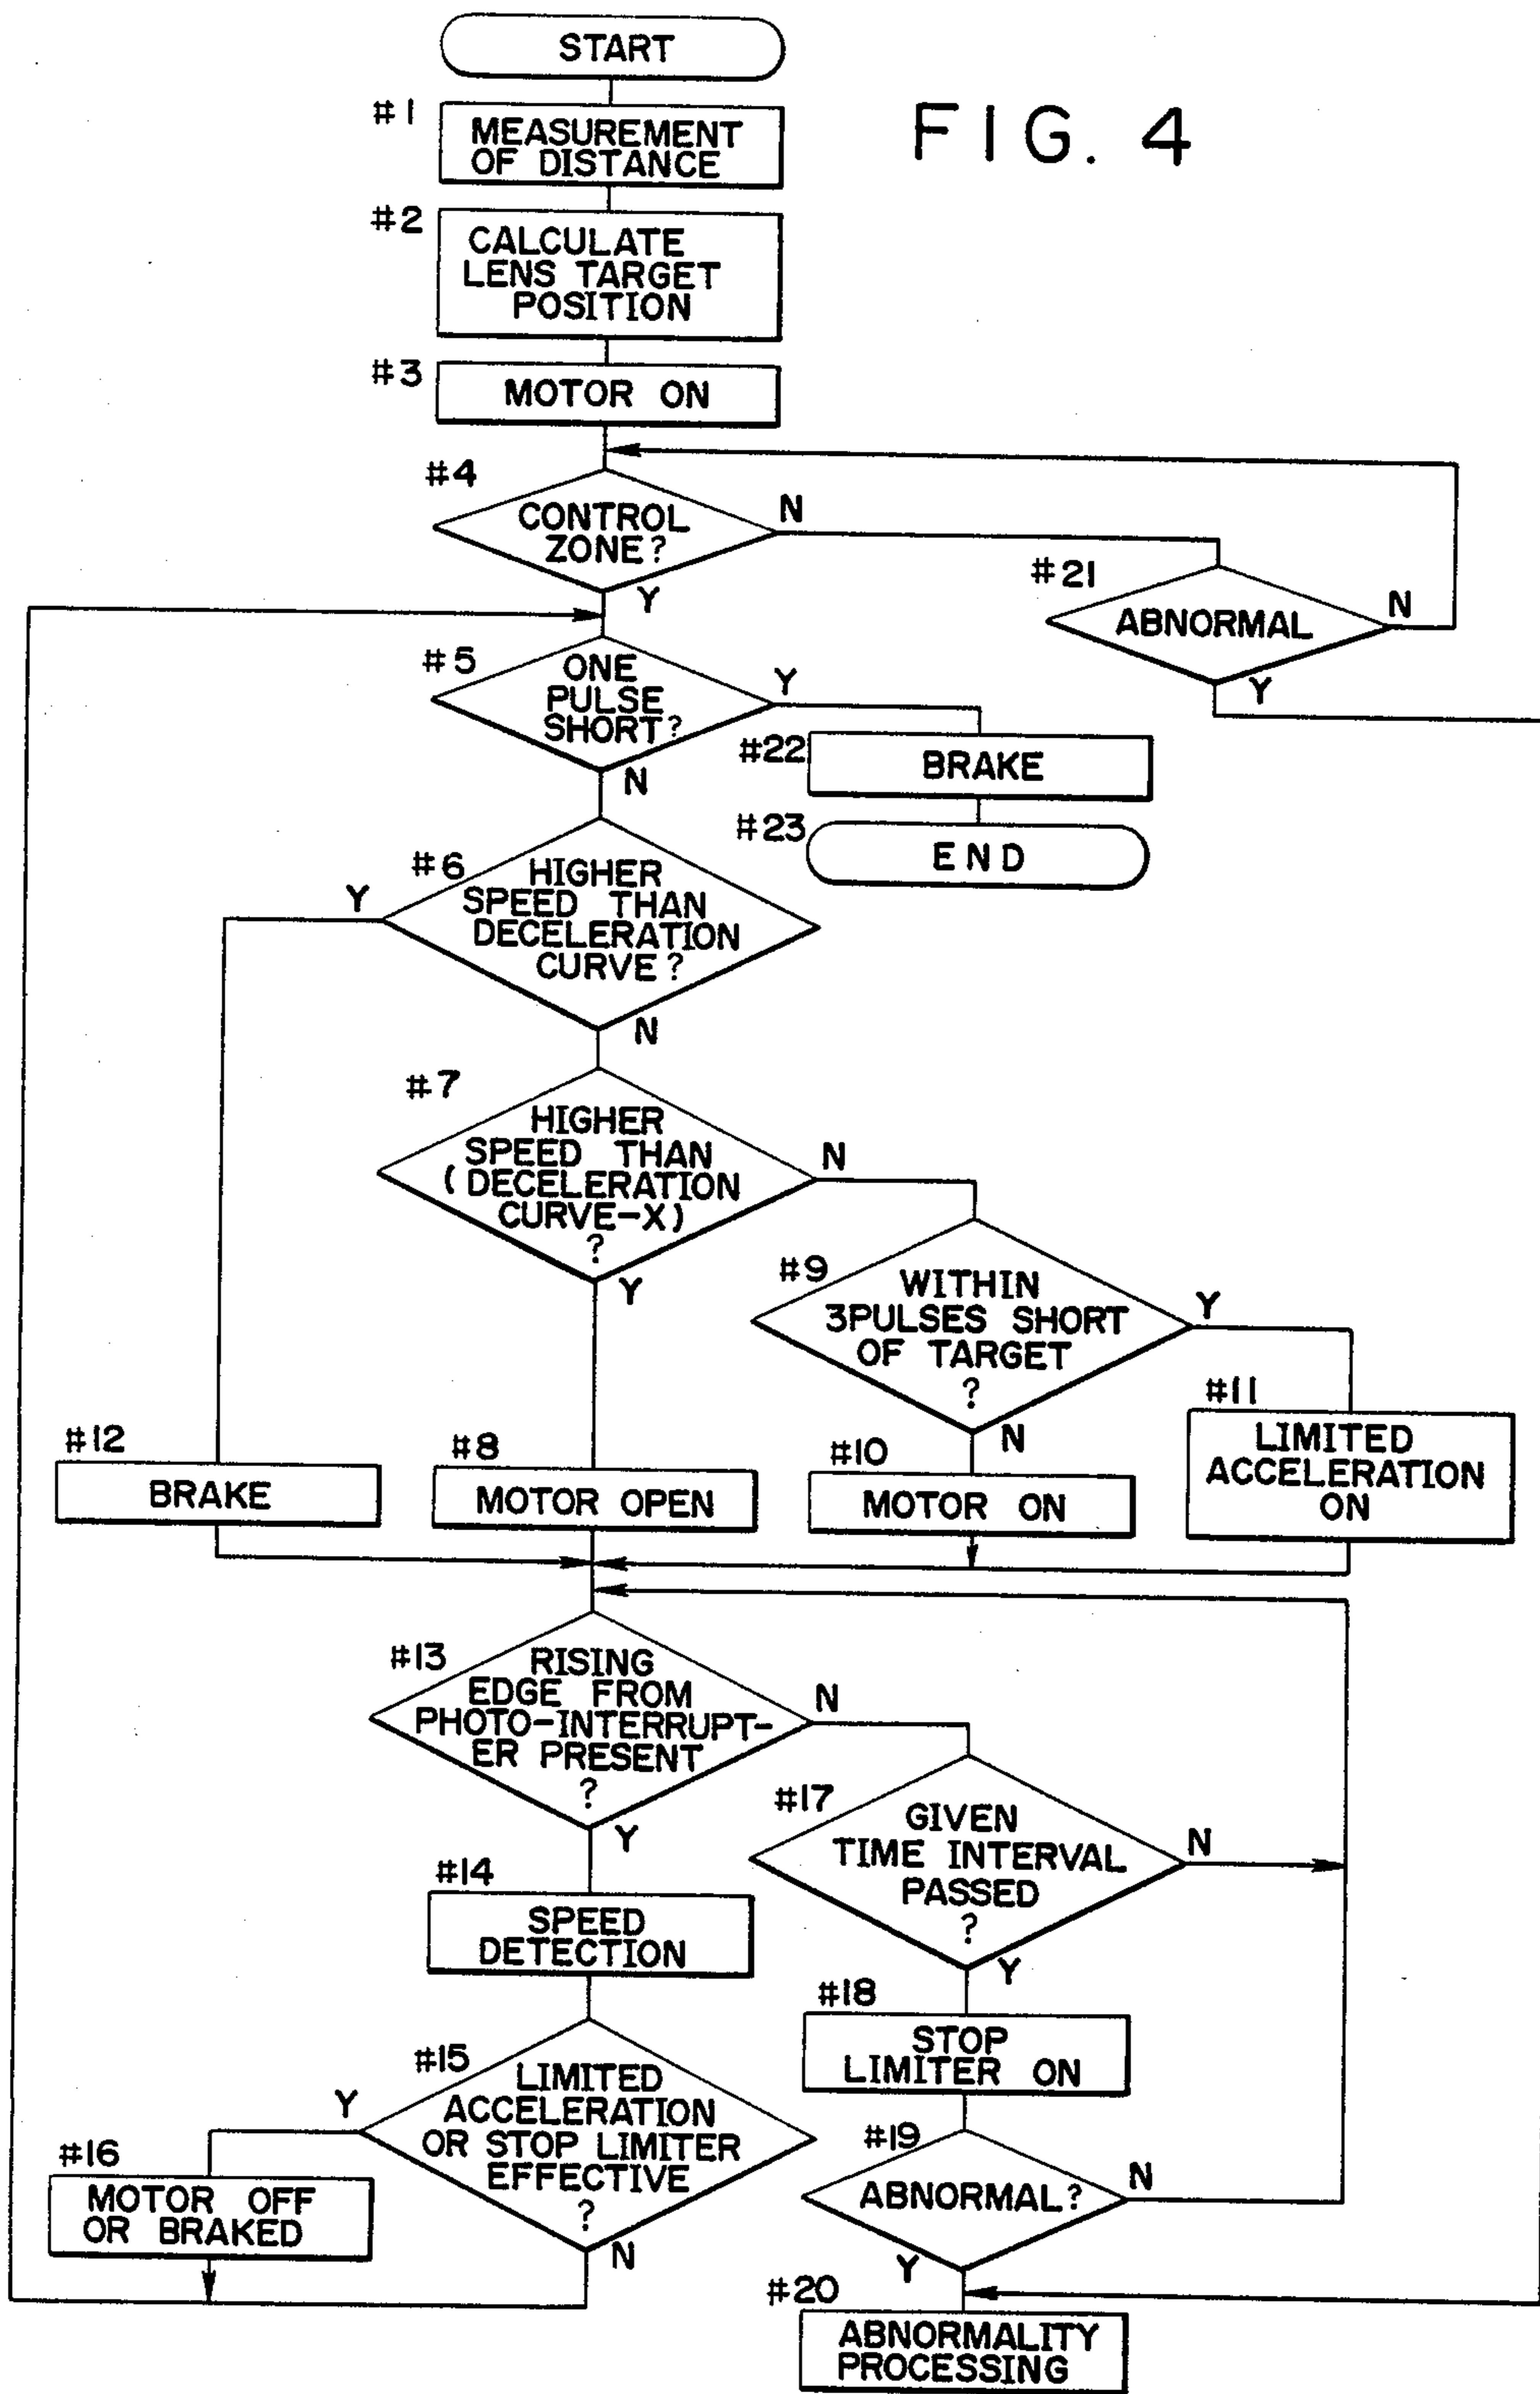 START
FIG. 4
#1
MEASUREMENT
OF DISTANCE
#2
CALCULATE
LENS TARGET
POSITION
#3
MOTOR ON
#4
CONTROL
ZONE?
N
Y
#21
ABNORMAL
N
Y
#5
ONE
PULSE
SHORT?
Y
N
#22
BRAKE
#23
END
#6
HIGHER
SPEED THAN
DECELERATION
CURVE?
Y
N
#7
HIGHER
SPEED THAN
(DECELERATION
CURVE-X)
?
N
Y
#9
WITHIN
3PULSES SHORT
OF TARGET
?
Y
N
#12
BRAKE
#8
MOTOR OPEN
#10
MOTOR ON
#11
LIMITED
ACCELERATION
ON
#13
RISING
EDGE FROM
PHOTO-INTERRUPT-
ER PRESENT
?
N
Y
#17
GIVEN
TIME INTERVAL
PASSED
?
N
Y
#14
SPEED
DETECTION
#18
STOP
LIMITER ON
#15
LIMITED
ACCELERATION
OR STOP LIMITER
EFFECTIVE
?
Y
N
#16
MOTOR OFF
OR BRAKED
#19
ABNORMAL?
N
Y
#20
ABNORMALITY
PROCESSING